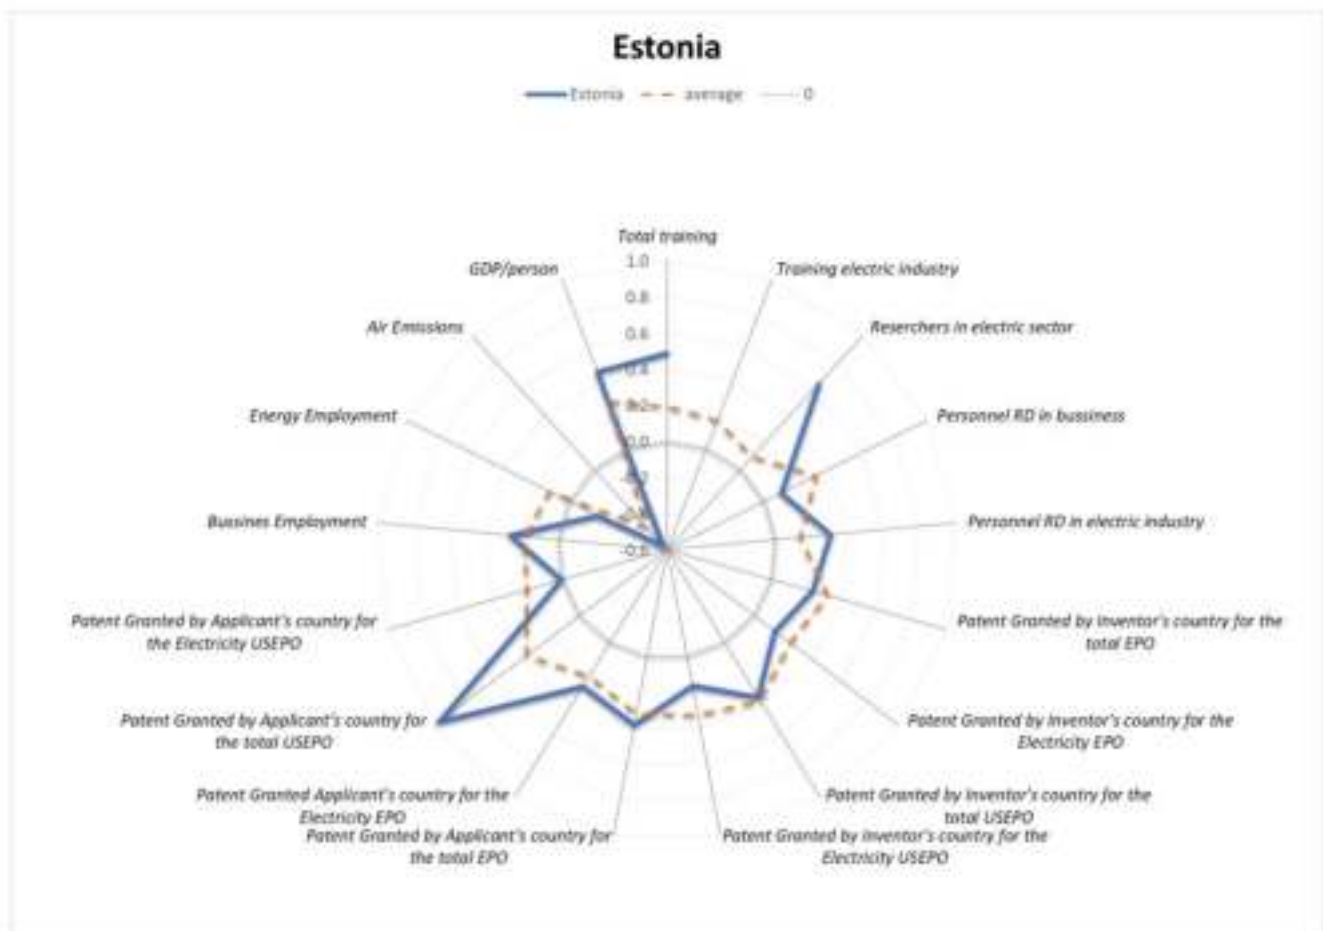 Estonia
Estonia average 0
Total training
1.0
GDP/person
Training electric industry
0.8
Air Emissions
0.6
Reserchers in electric sector
0.4
Energy Employment
0.2
Personnel RD in bussiness
0.0
Bussines Employment
Personnel RD in electric industry
Patent Granted by Applicant's country for
the Electricity USEPO
Patent Granted by Inventor's country for the
total EPO
Patent Granted by Applicant's country for
the total USEPO
Patent Granted by Inventor's country for the
Electricity EPO
Patent Granted Applicant's country for the
Electricity EPO
Patent Granted by Inventor's country for the
total USEPO
Patent Granted by Applicant's country for
the total EPO
Patent Granted by Inventor's country for the
Electricity USEPO